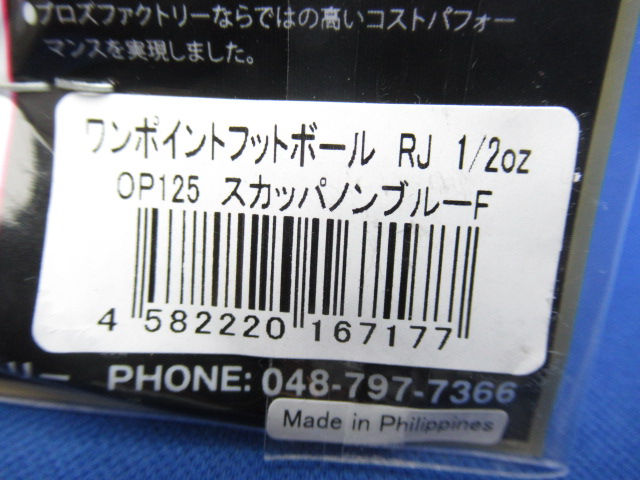 ●プロズファクトリーならではの高いコストパフォー
マンスを実現しました。
ワンポイントフットボール RJ 1/2oz
OP125 スカッパノンブルーF
4 582220 167177
PHONE: 048-797-7366
Made in Philippines